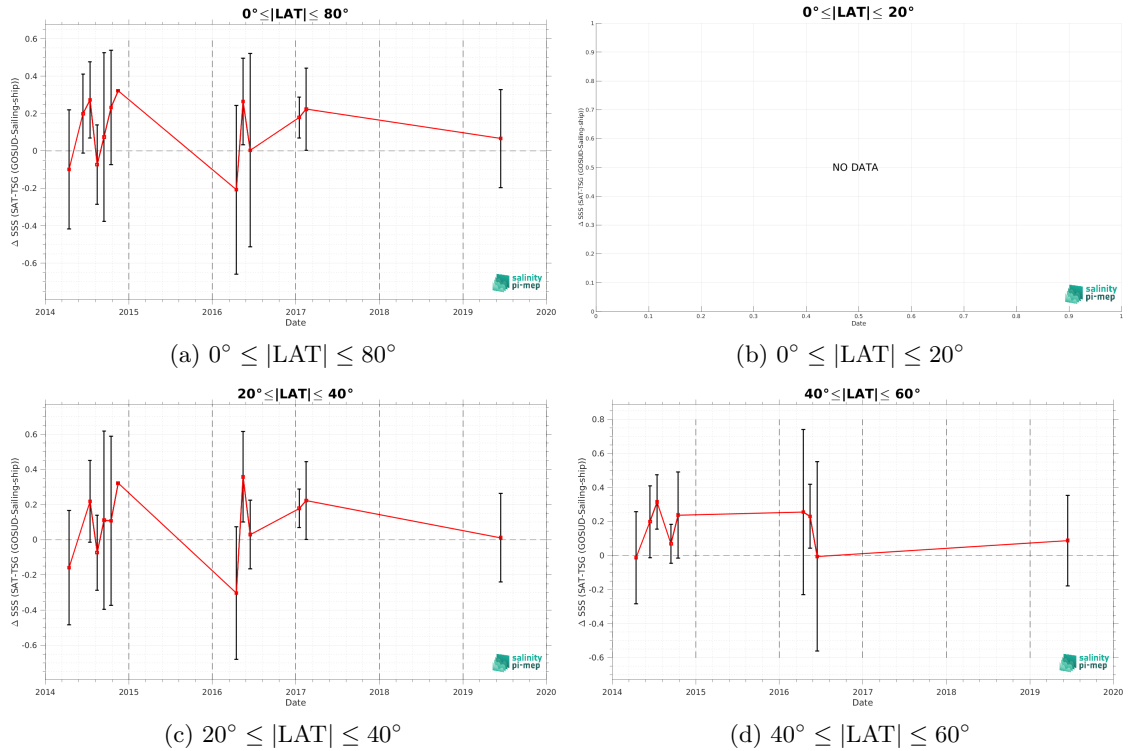 0°≤|LAT|≤ 80°
Δ SSS (SAT-TSG (GOSUD-Sailing-ship))
0.6
0.4
0.2
0
-0.2
-0.4
-0.6
2014 2015 2016 2017 2018 2019 2020
Date
salinity
pi-mep
(a) 0° ≤ |LAT| ≤ 80°
0°≤|LAT|≤ 20°
Δ SSS (SAT-TSG (GOSUD-Sailing-ship))
1
0.9
0.8
0.7
0.6
0.5
0.4
0.3
0.2
0.1
0
NO DATA
0 0.1 0.2 0.3 0.4 0.5 0.6 0.7 0.8 0.9 1
Date
salinity
pi-mep
(b) 0° ≤ |LAT| ≤ 20°
20°≤|LAT|≤ 40°
Δ SSS (SAT-TSG (GOSUD-Sailing-ship))
0.6
0.4
0.2
0
-0.2
-0.4
-0.6
2014 2015 2016 2017 2018 2019 2020
Date
salinity
pi-mep
(c) 20° ≤ |LAT| ≤ 40°
40°≤|LAT|≤ 60°
Δ SSS (SAT-TSG (GOSUD-Sailing-ship))
0.8
0.6
0.4
0.2
0
-0.2
-0.4
-0.6
2014 2015 2016 2017 2018 2019 2020
Date
salinity
pi-mep
(d) 40° ≤ |LAT| ≤ 60°